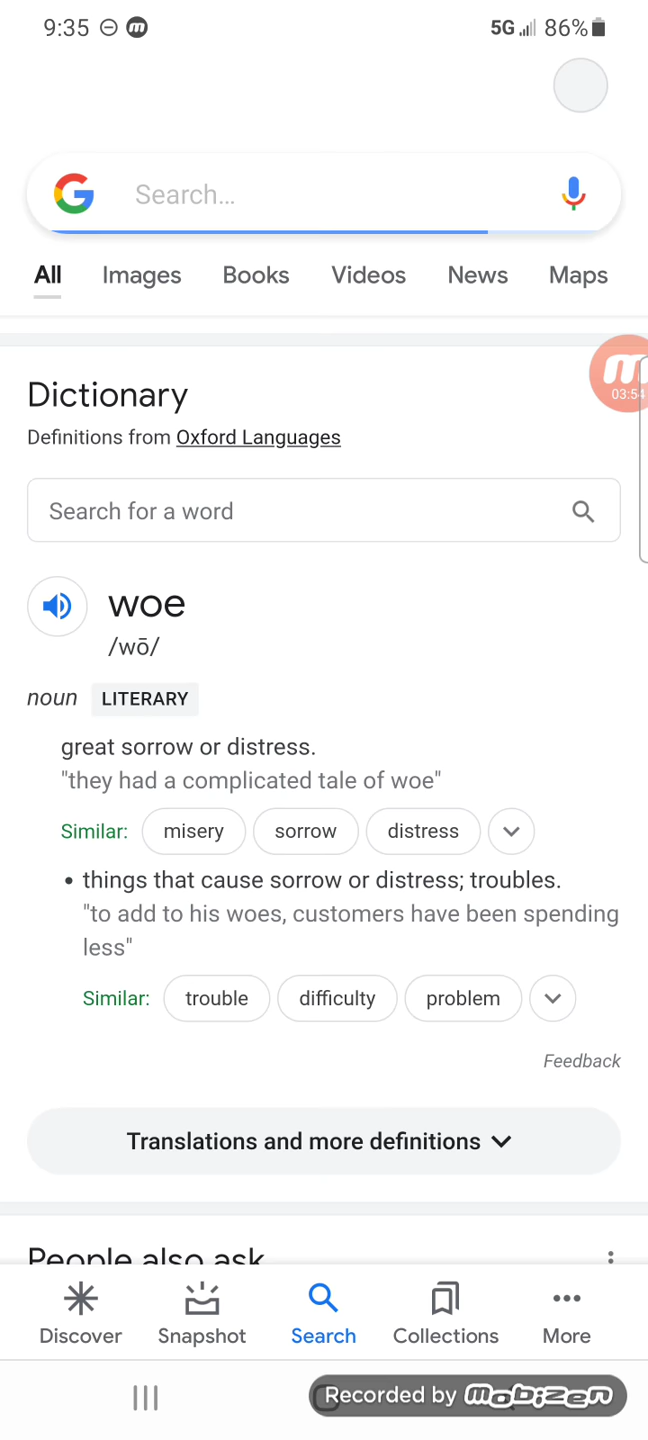 9:35 5G 86%
Search...
All Images Books Videos News Maps
Dictionary
03:54
Definitions from Oxford Languages
Search for a word
woe
/wō/
noun LITERARY
great sorrow or distress.
"they had a complicated tale of woe"
Similar: misery sorrow distress
• things that cause sorrow or distress; troubles.
"to add to his woes, customers have been spending
less"
Similar: trouble difficulty problem
Feedback
Translations and more definitions
People also ask
Discover Snapshot Search Collections More
Recorded by mobizen